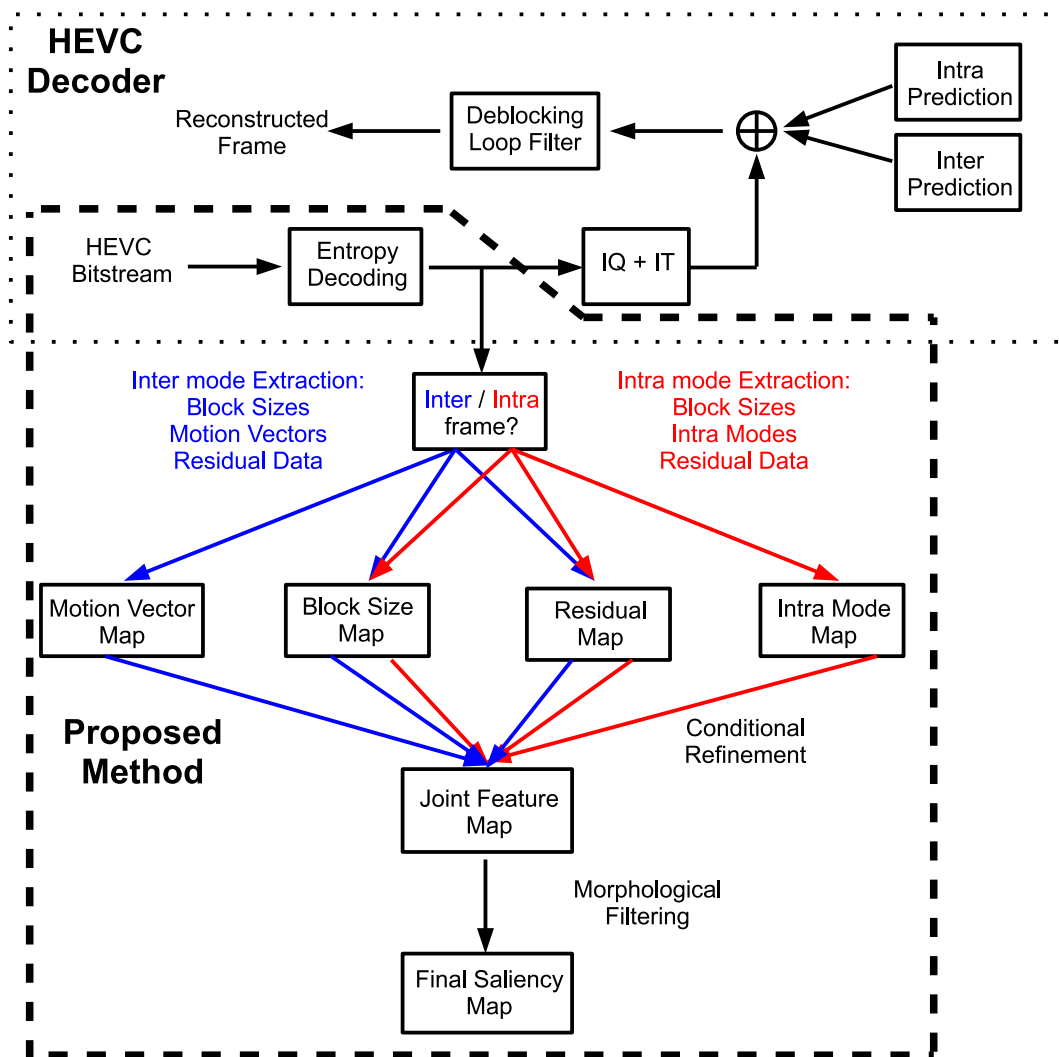 HEVC
Decoder
Intra
Prediction
Reconstructed
Frame
Deblocking
Loop Filter
Inter
Prediction
HEVC
Bitstream
Entropy
Decoding
IQ + IT
Inter mode Extraction:
Block Sizes
Motion Vectors
Residual Data
Inter / Intra
frame?
Intra mode Extraction:
Block Sizes
Intra Modes
Residual Data
Motion Vector
Map
Block Size
Map
Residual
Map
Intra Mode
Map
Proposed
Method
Conditional
Refinement
Joint Feature
Map
Morphological
Filtering
Final Saliency
Map